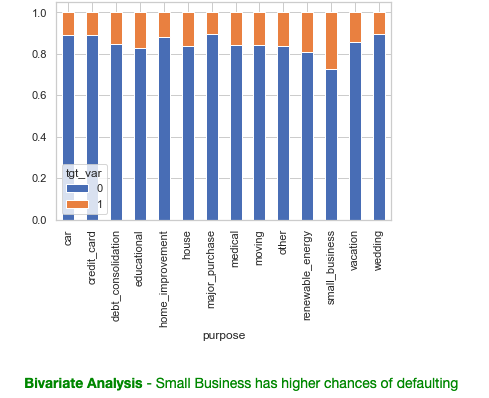 1.0
0.8
0.6
0.4
0.2
0.0
tgt_var
0
1
car
credit_card
debt_consolidation
educational
home_improvement
house
major_purchase
medical
moving
other
renewable_energy
small_business
vacation
wedding
purpose
Bivariate Analysis - Small Business has higher chances of defaulting